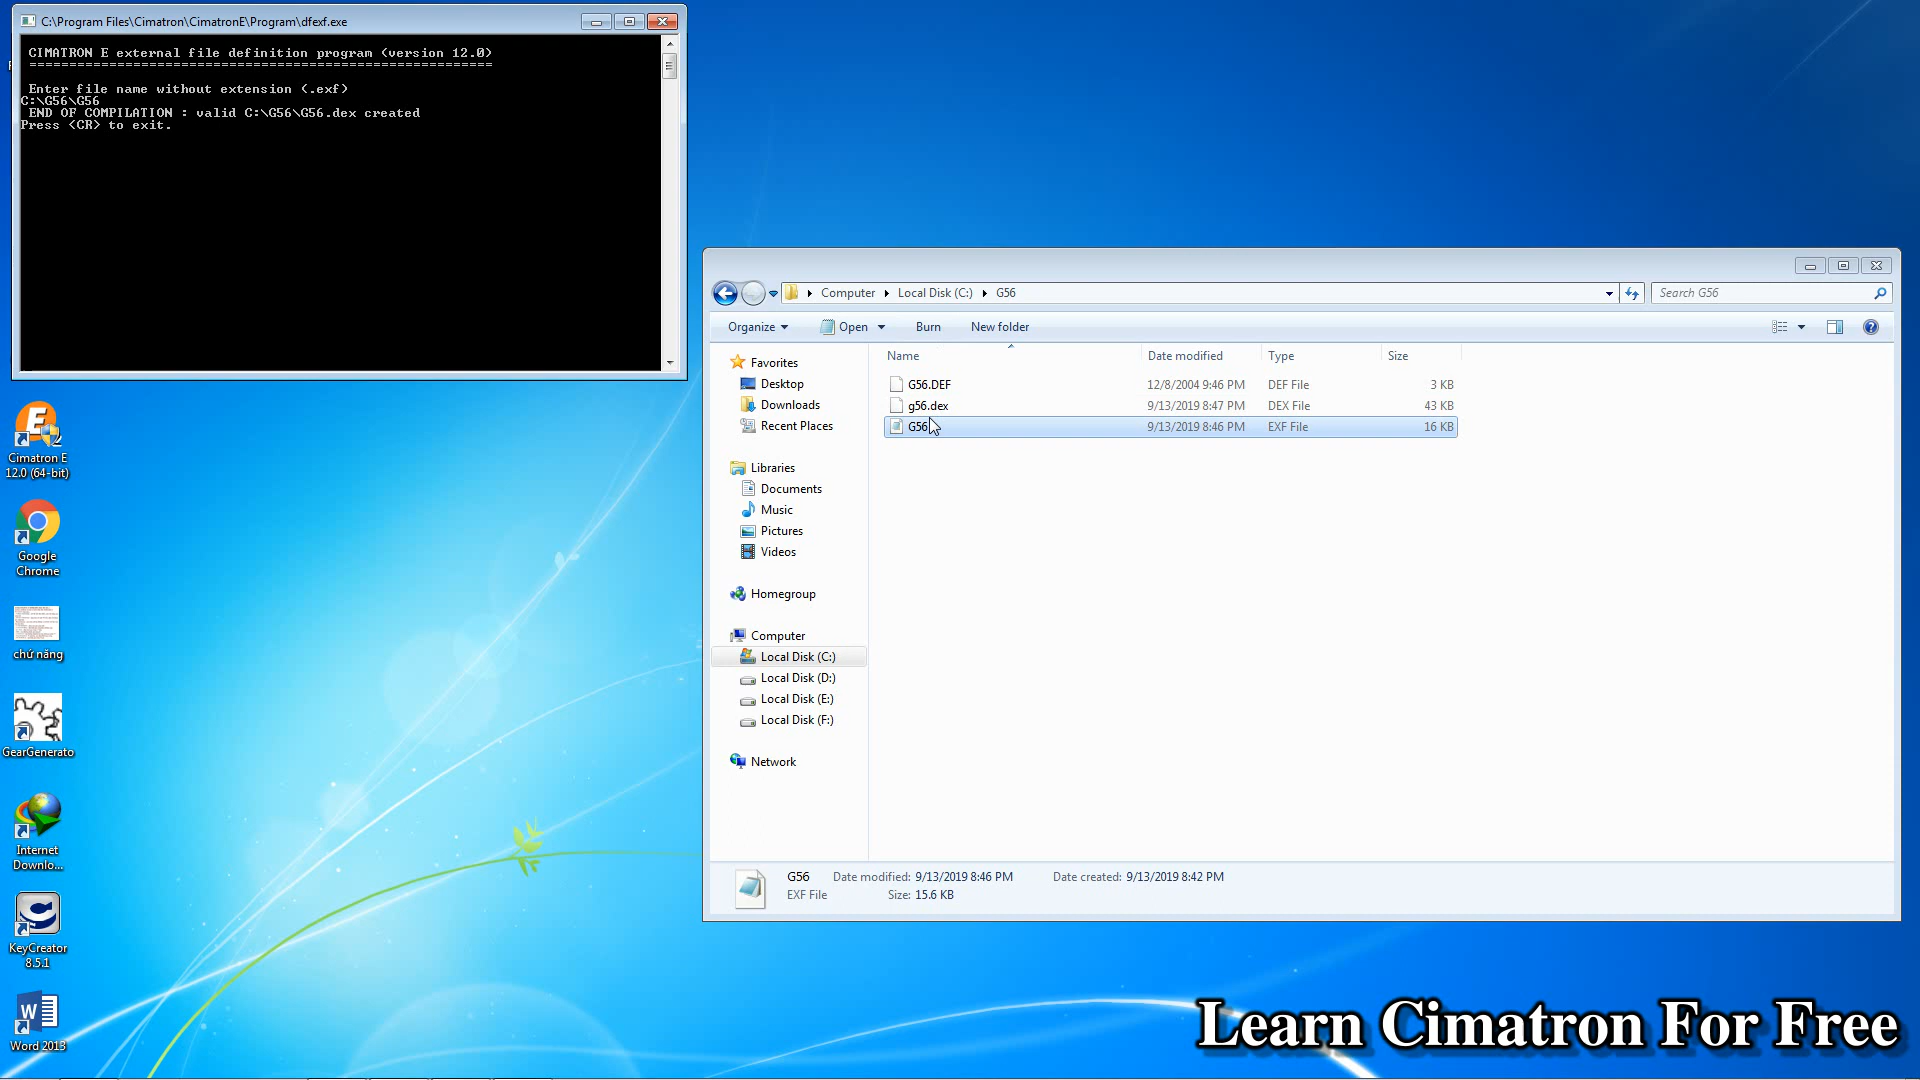 C:\Program Files\Cimatron\CimatronE\Program\dfexf.exe
CIMATRON E external file definition program (version 12.0)
==========================================================
Enter file name without extension (.exf)
C:\G56\G56
END OF COMPILATION : valid C:\G56\G56.dex created
Press <CR> to exit.
Cimatron E
12.0 (64-bit)
Google
Chrome
chứ năng
GearGenerato
Internet
Downlo...
KeyCreator
8.5.1
Word 2013
Computer Local Disk (C:) G56
Search G56
Organize Open Burn New folder
Name Date modified Type Size
G56.DEF 12/8/2004 9:46 PM DEF File 3 KB
g56.dex 9/13/2019 8:47 PM DEX File 43 KB
G56 9/13/2019 8:46 PM EXF File 16 KB
Favorites
Desktop
Downloads
Recent Places
Libraries
Documents
Music
Pictures
Videos
Homegroup
Computer
Local Disk (C:)
Local Disk (D:)
Local Disk (E:)
Local Disk (F:)
Network
G56 Date modified: 9/13/2019 8:46 PM Date created: 9/13/2019 8:42 PM
EXF File Size: 15.6 KB
Learn Cimatron For Free